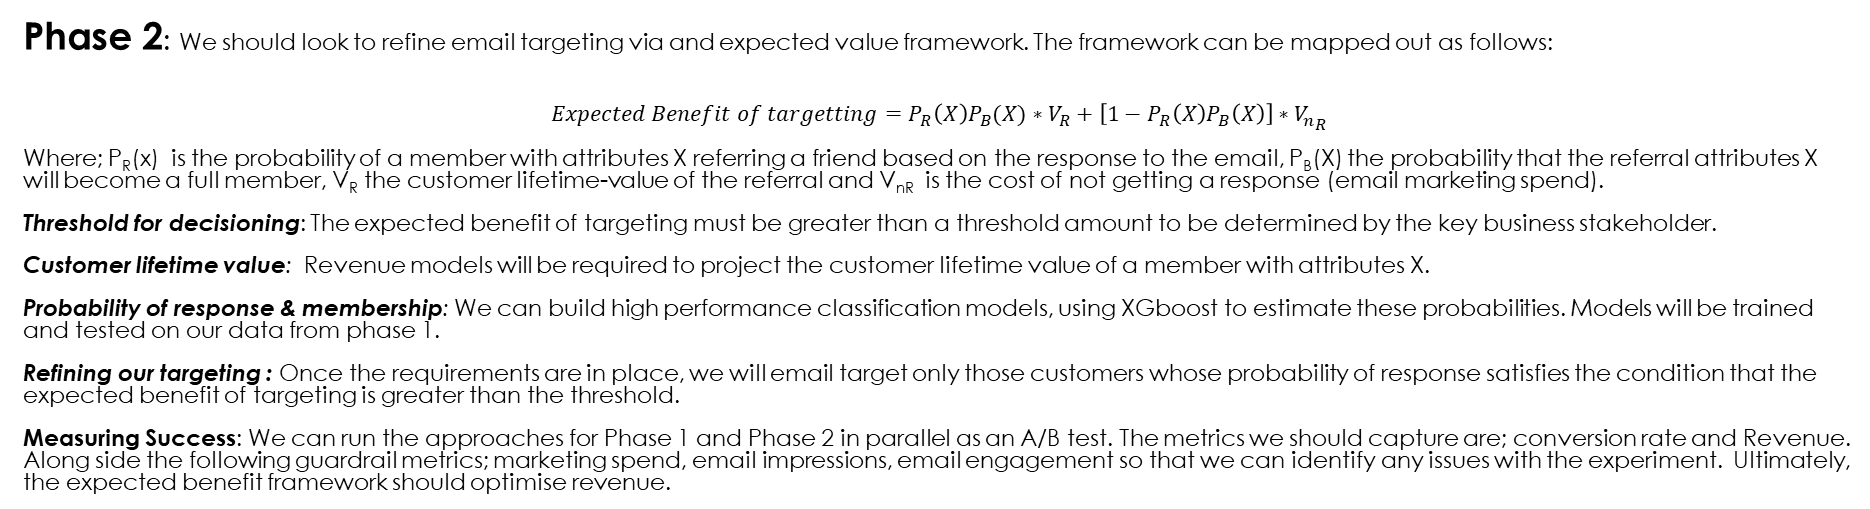 Phase 2: We should look to refine email targeting via and expected value framework. The framework can be mapped out as follows:
Expected Benefit of targetting = P_R(X)P_B(X) * V_R + [1 − P_R(X)P_B(X)] * V_{n_R}
Where; P_R(x) is the probability of a member with attributes X referring a friend based on the response to the email, P_B(X) the probability that the referral attributes X
will become a full member, V_R the customer lifetime-value of the referral and V_{nR} is the cost of not getting a response (email marketing spend).
Threshold for decisioning: The expected benefit of targeting must be greater than a threshold amount to be determined by the key business stakeholder.
Customer lifetime value: Revenue models will be required to project the customer lifetime value of a member with attributes X.
Probability of response & membership: We can build high performance classification models, using XGboost to estimate these probabilities. Models will be trained
and tested on our data from phase 1.
Refining our targeting : Once the requirements are in place, we will email target only those customers whose probability of response satisfies the condition that the
expected benefit of targeting is greater than the threshold.
Measuring Success: We can run the approaches for Phase 1 and Phase 2 in parallel as an A/B test. The metrics we should capture are; conversion rate and Revenue.
Along side the following guardrail metrics; marketing spend, email impressions, email engagement so that we can identify any issues with the experiment. Ultimately,
the expected benefit framework should optimise revenue.